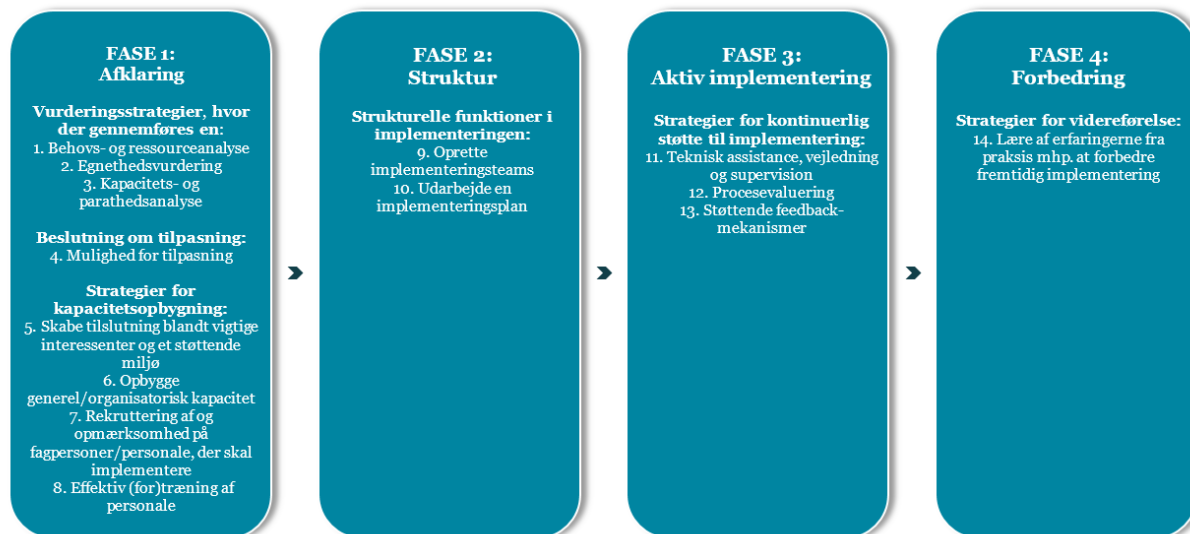 FASE 1:
Afklaring
Vurderingsstrategier, hvor
der gennemføres en:
1. Behovs- og ressourceanalyse
2. Egnethedsvurdering
3. Kapacitets- og
parathedsanalyse
Beslutning om tilpasning:
4. Mulighed for tilpasning
Strategier for
kapacitetsopbygning:
5. Skabe tilslutning blandt vigtige
interessenter og et støttende
miljø
6. Opbygge
generel/organisatorisk kapacitet
7. Rekruttering af og
opmærksomhed på
fagpersoner/personale, der skal
implementere
8. Effektiv (for)træning af
personale
FASE 2:
Struktur
Strukturelle funktioner i
implementeringen:
9. Oprette
implementeringsteams
10. Udarbejde en
implementeringsplan
FASE 3:
Aktiv implementering
Strategier for kontinuerlig
støtte til implementering:
11. Teknisk assistance, vejledning
og supervision
12. Procesevaluering
13. Støttende feedback-
mekanismer
FASE 4:
Forbedring
Strategier for videreførelse:
14. Lære af erfaringerne fra
praksis mhp. at forbedre
fremtidig implementering